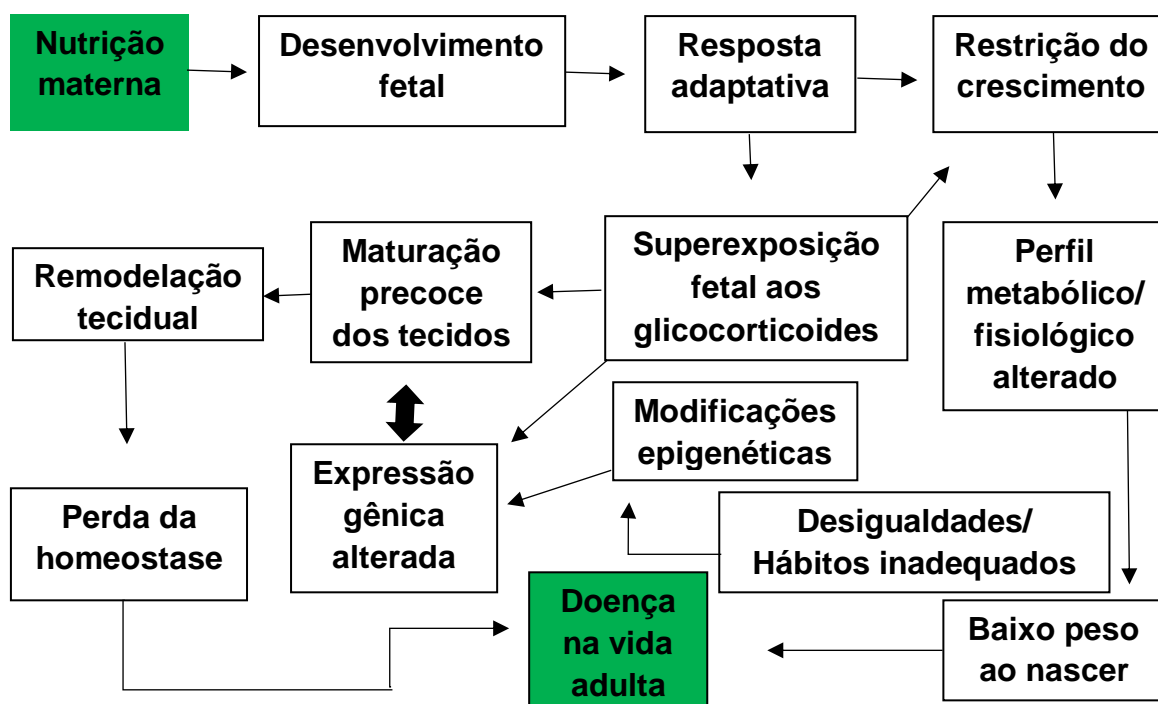 Nutrição
materna
Desenvolvimento
fetal
Resposta
adaptativa
Restrição do
crescimento
Remodelação
tecidual
Maturação
precoce
dos tecidos
Superexposição
fetal aos
glicocorticoides
Perfil
metabólico/
fisiológico
alterado
Modificações
epigenéticas
Expressão
gênica
alterada
Perda da
homeostase
Desigualdades/
Hábitos inadequados
Doença
na vida
adulta
Baixo peso
ao nascer